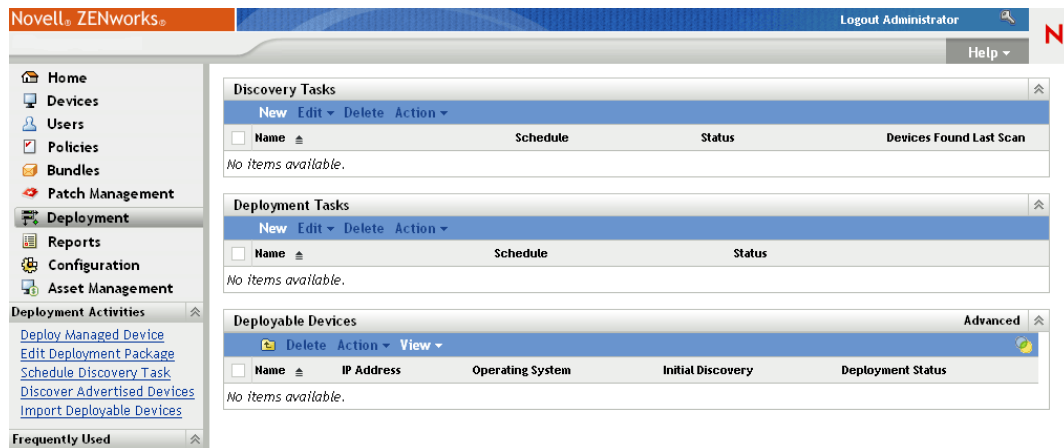 Novell® ZENworks®
Logout Administrator
N
Help
Home
Devices
Users
Policies
Bundles
Patch Management
Deployment
Reports
Configuration
Asset Management
Deployment Activities
Deploy Managed Device
Edit Deployment Package
Schedule Discovery Task
Discover Advertised Devices
Import Deployable Devices
Frequently Used
Discovery Tasks
New Edit Delete Action
Name Schedule Status Devices Found Last Scan
No items available.
Deployment Tasks
New Edit Delete Action
Name Schedule Status
No items available.
Deployable Devices Advanced
Delete Action View
Name IP Address Operating System Initial Discovery Deployment Status
No items available.